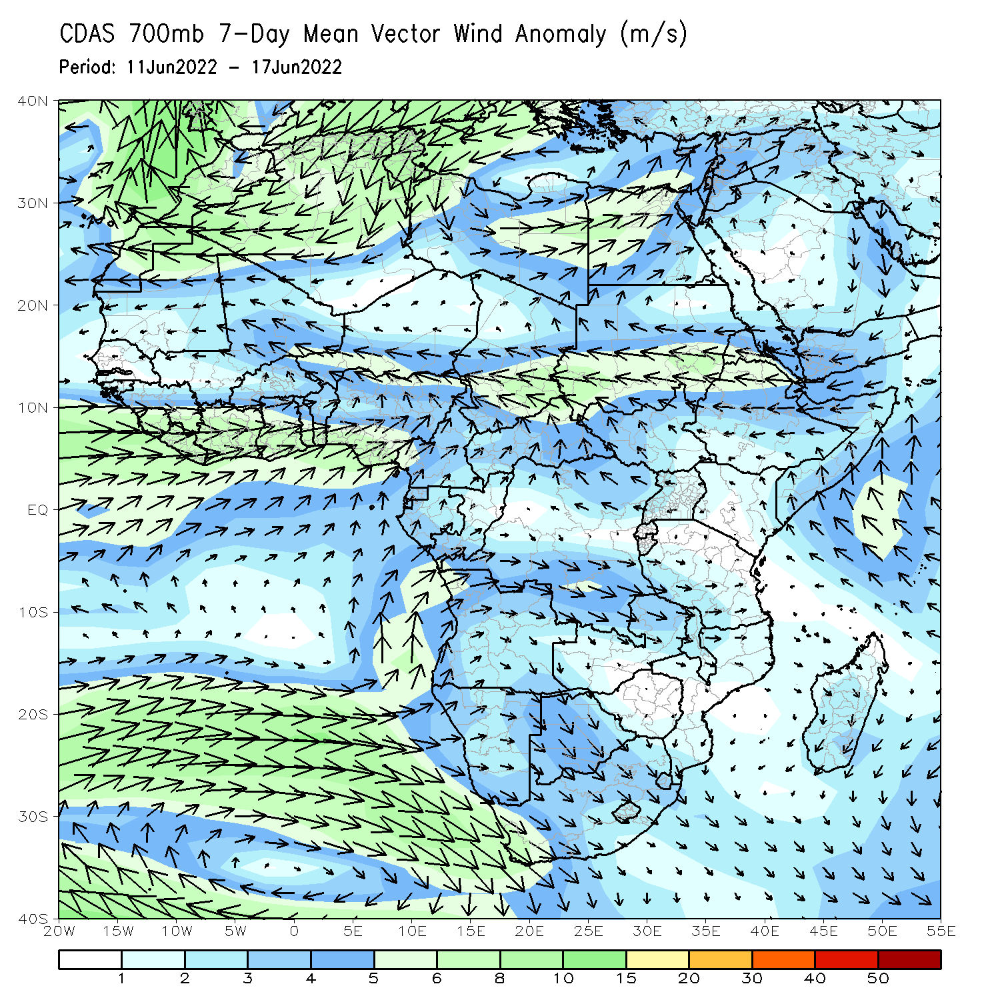 CDAS 700mb 7-Day Mean Vector Wind Anomaly (m/s)
Period: 11Jun2022 - 17Jun2022
40N
30N
20N
10N
EQ
10S
20S
30S
40S
20W 15W 10W 5W 0 5E 10E 15E 20E 25E 30E 35E 40E 45E 50E 55E
1 2 3 4 5 6 8 10 15 20 30 40 50